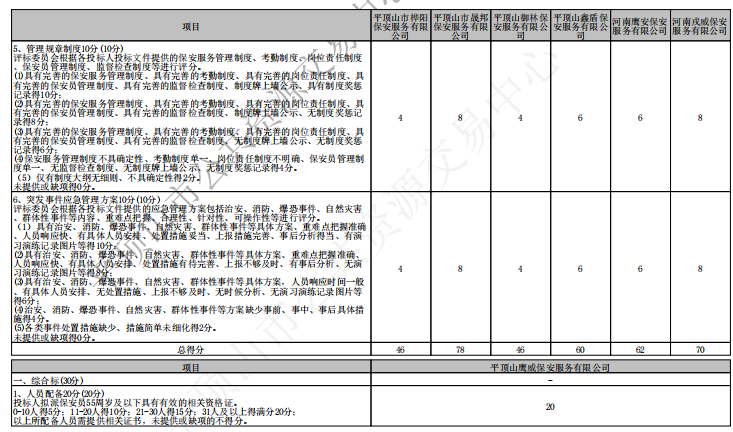 项目 平顶山市桦阳保安服务有限公司 平顶山市晟邦保安服务有限公司 平顶山御林保安服务有限公司 平顶山鑫盾保安服务有限公司 河南鹰安保安服务有限公司 河南戎威保安服务有限公司
5、管理规章制度10分(10分)
评标委员会根据各投标人投标文件提供的保安服务管理制度、考勤制度、岗位责任制度、保安员管理制度、监督检查制度等进行评分。
(1)具有完善的保安服务管理制度、具有完善的考勤制度、具有完善的岗位责任制度、具有完善的保安员管理制度、具有完善的监督检查制度、制度牌上墙公示、具有制度奖惩记录得10分；
(2)具有完善的保安服务管理制度、具有完善的考勤制度、具有完善的岗位责任制度、具有完善的保安员管理制度、具有完善的监督检查制度、制度牌上墙公示、无制度奖惩记录得8分；
(3)具有完善的保安服务管理制度、具有完善的考勤制度、具有完善的岗位责任制度、具有完善的保安员管理制度、具有完善的监督检查制度、无制度牌上墙公示、无制度奖惩记录得6分；
(4)保安服务管理制度不具确定性、考勤制度单一、岗位责任制度不明确、保安员管理制度单一、无监督检查制度、无制度牌上墙公示、无制度奖惩记录得4分。
（5）仅有制度大纲无细则、不具确定性得2分。
未提供或缺项得0分。
4 8 4 6 6 8
6、突发事件应急管理方案10分(10分)
评标委员会根据各投标文件提供的应急管理方案包括治安、消防、爆恐事件、自然灾害、群体性事件等内容、重难点把握、合理性、针对性、可操作性等进行评分。
（1）具有治安、消防、爆恐事件、自然灾害、群体性事件等具体方案、重难点把握准确、人员响应快、有具体人员安排、处置措施妥当、上报措施完善、事后分析得当、有演习演练记录图片等得10分；
(2)具有治安、消防、爆恐事件、自然灾害、群体性事件等具体方案、重难点把握准确、人员响应快、有具体人员安排、处置措施有待完善、上报不够及时、有事后分析、无演习演练记录图片等得8分；
(3)具有治安、消防、爆恐事件、自然灾害、群体性事件等具体方案，人员响应时间一般、有具体人员安排、无处置措施、上报不够及时、无时候分析、无演习演练记录图片等得6分；
(4)治安、消防、爆恐事件、自然灾害、群体性事件等方案缺少事前、事中、事后具体措施得4分。
(5)各类事件处置措施缺少、措施简单未细化得2分。
未提供或缺项得0分。
4 8 4 6 6 8
总得分 46 78 46 60 62 70
项目 平顶山鹰威保安服务有限公司
一、综合标(30分) -
1、人员配备20分(20分)
投标人拟派保安员55周岁及以下具有有效的相关资格证。
0-10人得5分；11-20人得10分；21-30人得15分；31人及以上得满分20分；
以上所配备人员需提供相关证书，未提供或缺项的不得分。
20